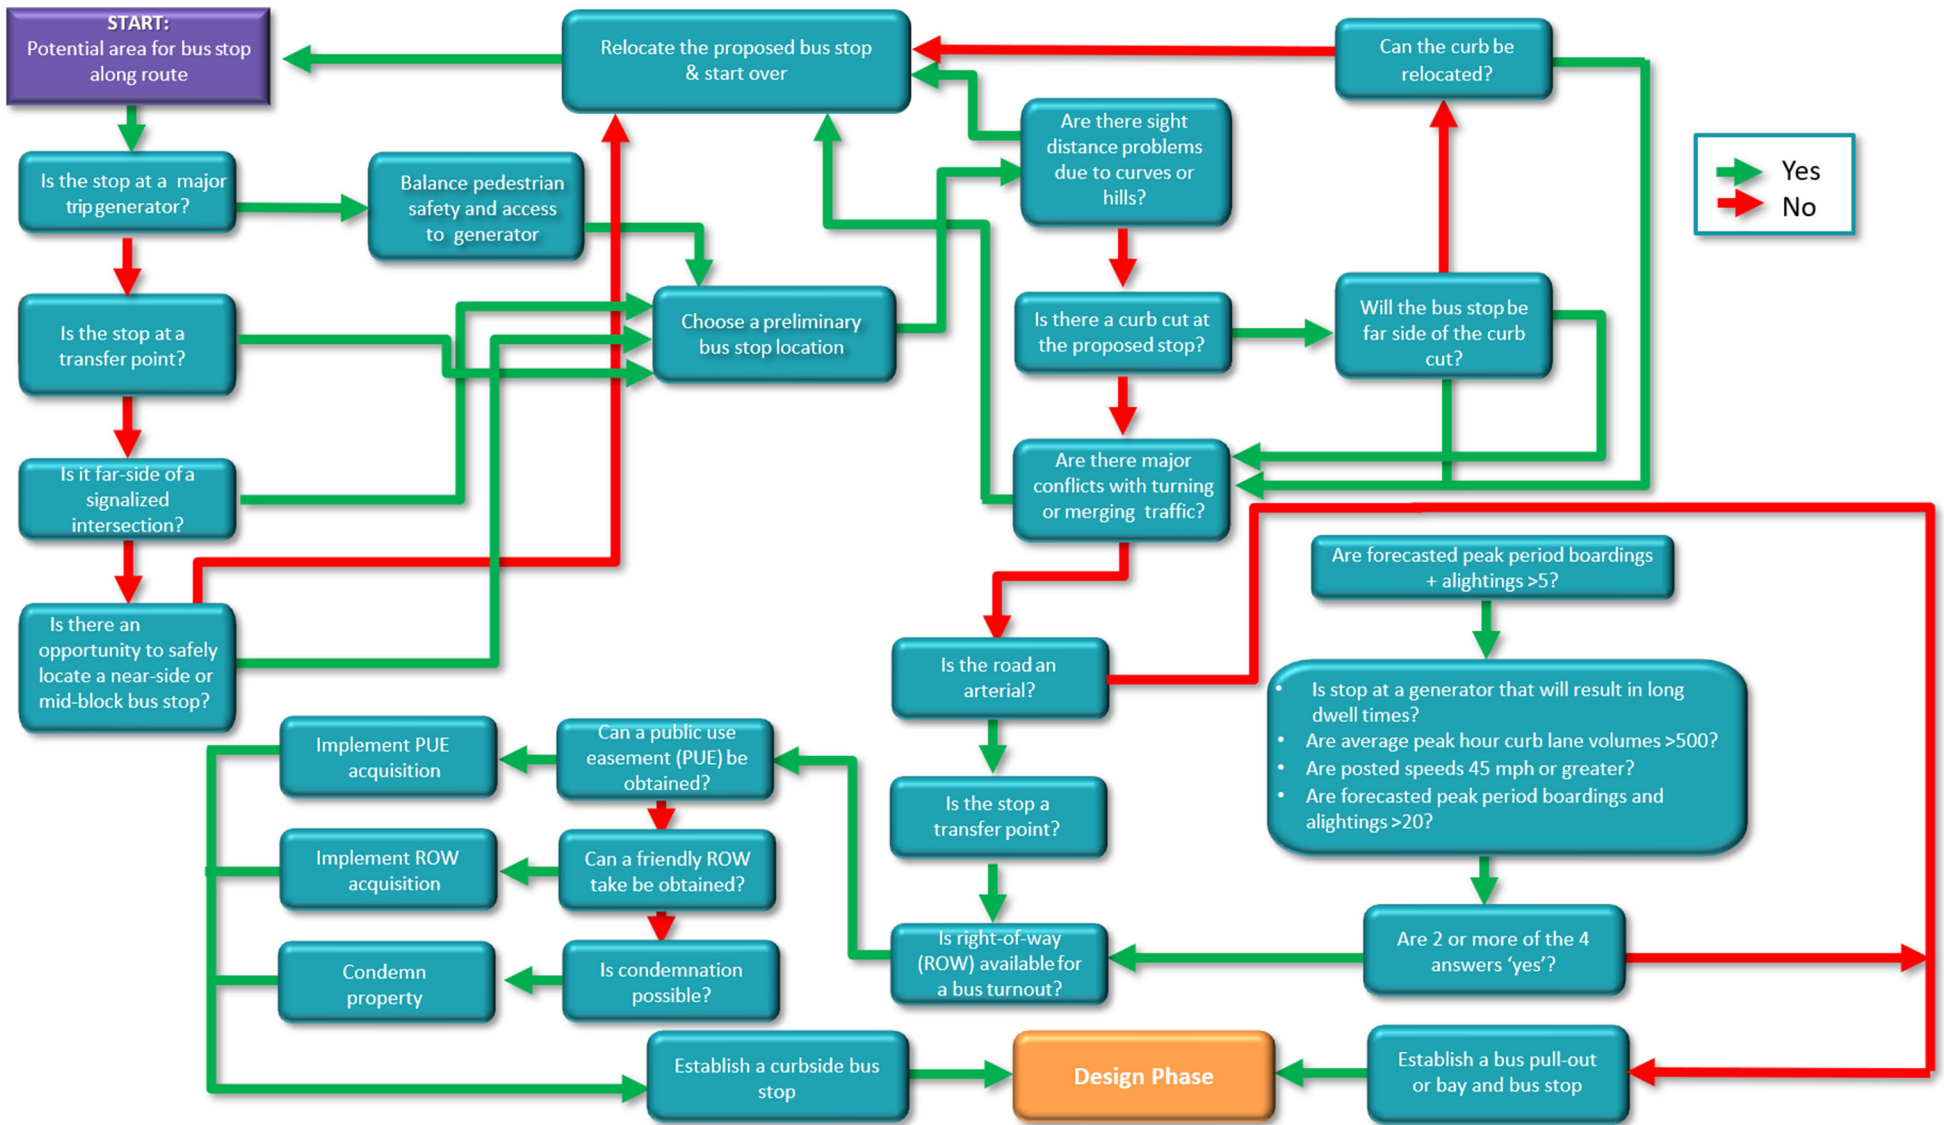 START:
Potential area for bus stop
along route
Relocate the proposed bus stop
& start over
Can the curb be
relocated?
Are there sight
distance problems
due to curves or
hills?
Yes
No
Is the stop at a major
trip generator?
Balance pedestrian
safety and access
to generator
Choose a preliminary
bus stop location
Is there a curb cut at
the proposed stop?
Will the bus stop be
far side of the curb
cut?
Is the stop at a
transfer point?
Is it far-side of a
signalized
intersection?
Are there major
conflicts with turning
or merging traffic?
Are forecasted peak period boardings
+ alightings >5?
Is there an
opportunity to safely
locate a near-side or
mid-block bus stop?
Is the road an
arterial?
• Is stop at a generator that will result in long
dwell times?
• Are average peak hour curb lane volumes >500?
• Are posted speeds 45 mph or greater?
• Are forecasted peak period boardings and
alightings >20?
Implement PUE
acquisition
Can a public use
easement (PUE) be
obtained?
Is the stop a
transfer point?
Implement ROW
acquisition
Can a friendly ROW
take be obtained?
Condemn
property
Is condemnation
possible?
Is right-of-way
(ROW) available for
a bus turnout?
Are 2 or more of the 4
answers ‘yes’?
Establish a curbside bus
stop
Design Phase
Establish a bus pull-out
or bay and bus stop